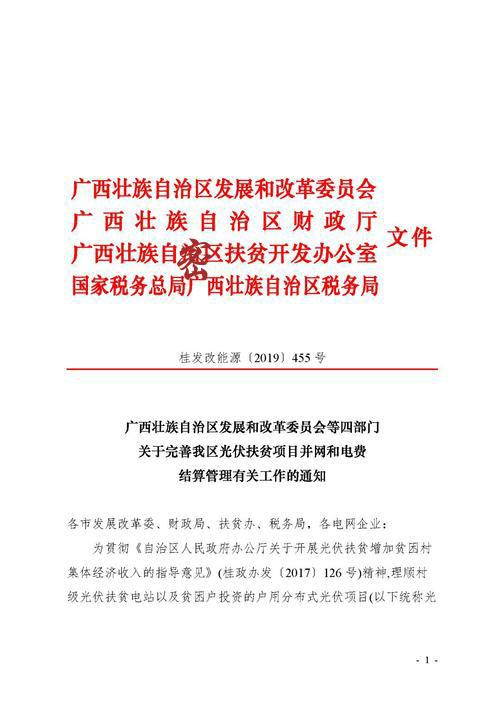 广西壮族自治区发展和改革委员会
广西壮族自治区财政厅
广西壮族自密区扶贫开发办公室
国家税务总局广西壮族自治区税务局
文件
桂发改能源〔2019〕455号
广西壮族自治区发展和改革委员会等四部门
关于完善我区光伏扶贫项目并网和电费
结算管理有关工作的通知
各市发展改革委、财政局、扶贫办、税务局，各电网企业：
为贯彻《自治区人民政府办公厅关于开展光伏扶贫增加贫困村
集体经济收入的指导意见》(桂政办发〔2017〕126号)精神,理顺村
级光伏扶贫电站以及贫困户投资的户用分布式光伏项目(以下统称光
- 1 -